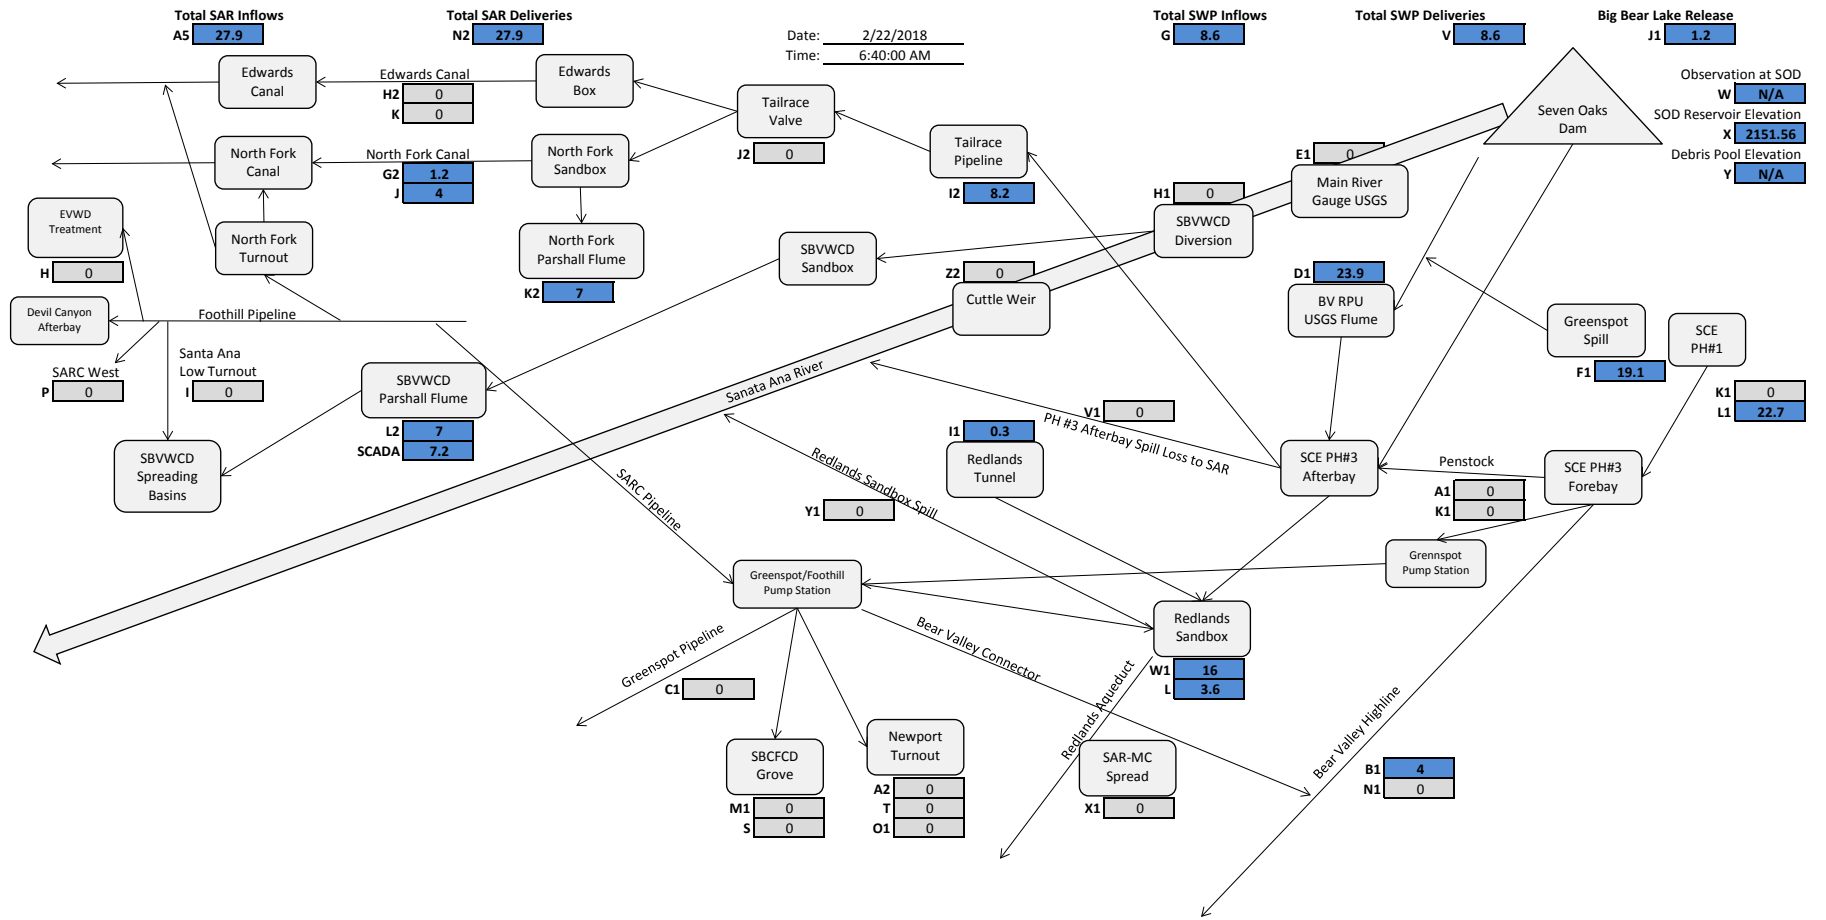 Total SAR Inflows
A5 27.9
Total SAR Deliveries
N2 27.9
Date: 2/22/2018
Time: 6:40:00 AM
Total SWP Inflows
G 8.6
Total SWP Deliveries
V 8.6
Big Bear Lake Release
J1 1.2
Observation at SOD
W N/A
SOD Reservoir Elevation
X 2151.56
Debris Pool Elevation
Y N/A
Seven Oaks
Dam
Edwards
Canal
Edwards Canal
H2 0
K 0
Edwards
Box
Tailrace
Valve
J2 0
Tailrace
Pipeline
I2 8.2
E1 0
Main River
Gauge USGS
H1 0
SBVWCD
Diversion
North Fork
Canal
North Fork Canal
G2 1.2
J 4
North Fork
Sandbox
North Fork
Parshall Flume
K2 7
EVWD
Treatment
H 0
North Fork
Turnout
SBVWCD
Sandbox
Z2 0
Cuttle Weir
D1 23.9
BV RPU
USGS Flume
Greenspot
Spill
F1 19.1
SCE
PH#1
K1 0
L1 22.7
Devil Canyon
Afterbay
Foothill Pipeline
SARC West
P 0
Santa Ana
Low Turnout
I 0
SBVWCD
Parshall Flume
L2 7
SCADA 7.2
SBVWCD
Spreading
Basins
Sanata Ana River
V1 0
PH #3 Afterbay Spill Loss to SAR
I1 0.3
Redlands
Tunnel
SCE PH#3
Afterbay
Penstock
A1 0
K1 0
SCE PH#3
Forebay
Redlands Sandbox Spill
Y1 0
SARC Pipeline
Grennspot
Pump Station
Greenspot/Foothill
Pump Station
Redlands
Sandbox
W1 16
L 3.6
Greenspot Pipeline
C1 0
Bear Valley Connector
Redlands Aqueduct
Bear Valley Highline
SBCFCD
Grove
M1 0
S 0
Newport
Turnout
A2 0
T 0
O1 0
SAR-MC
Spread
X1 0
B1 4
N1 0